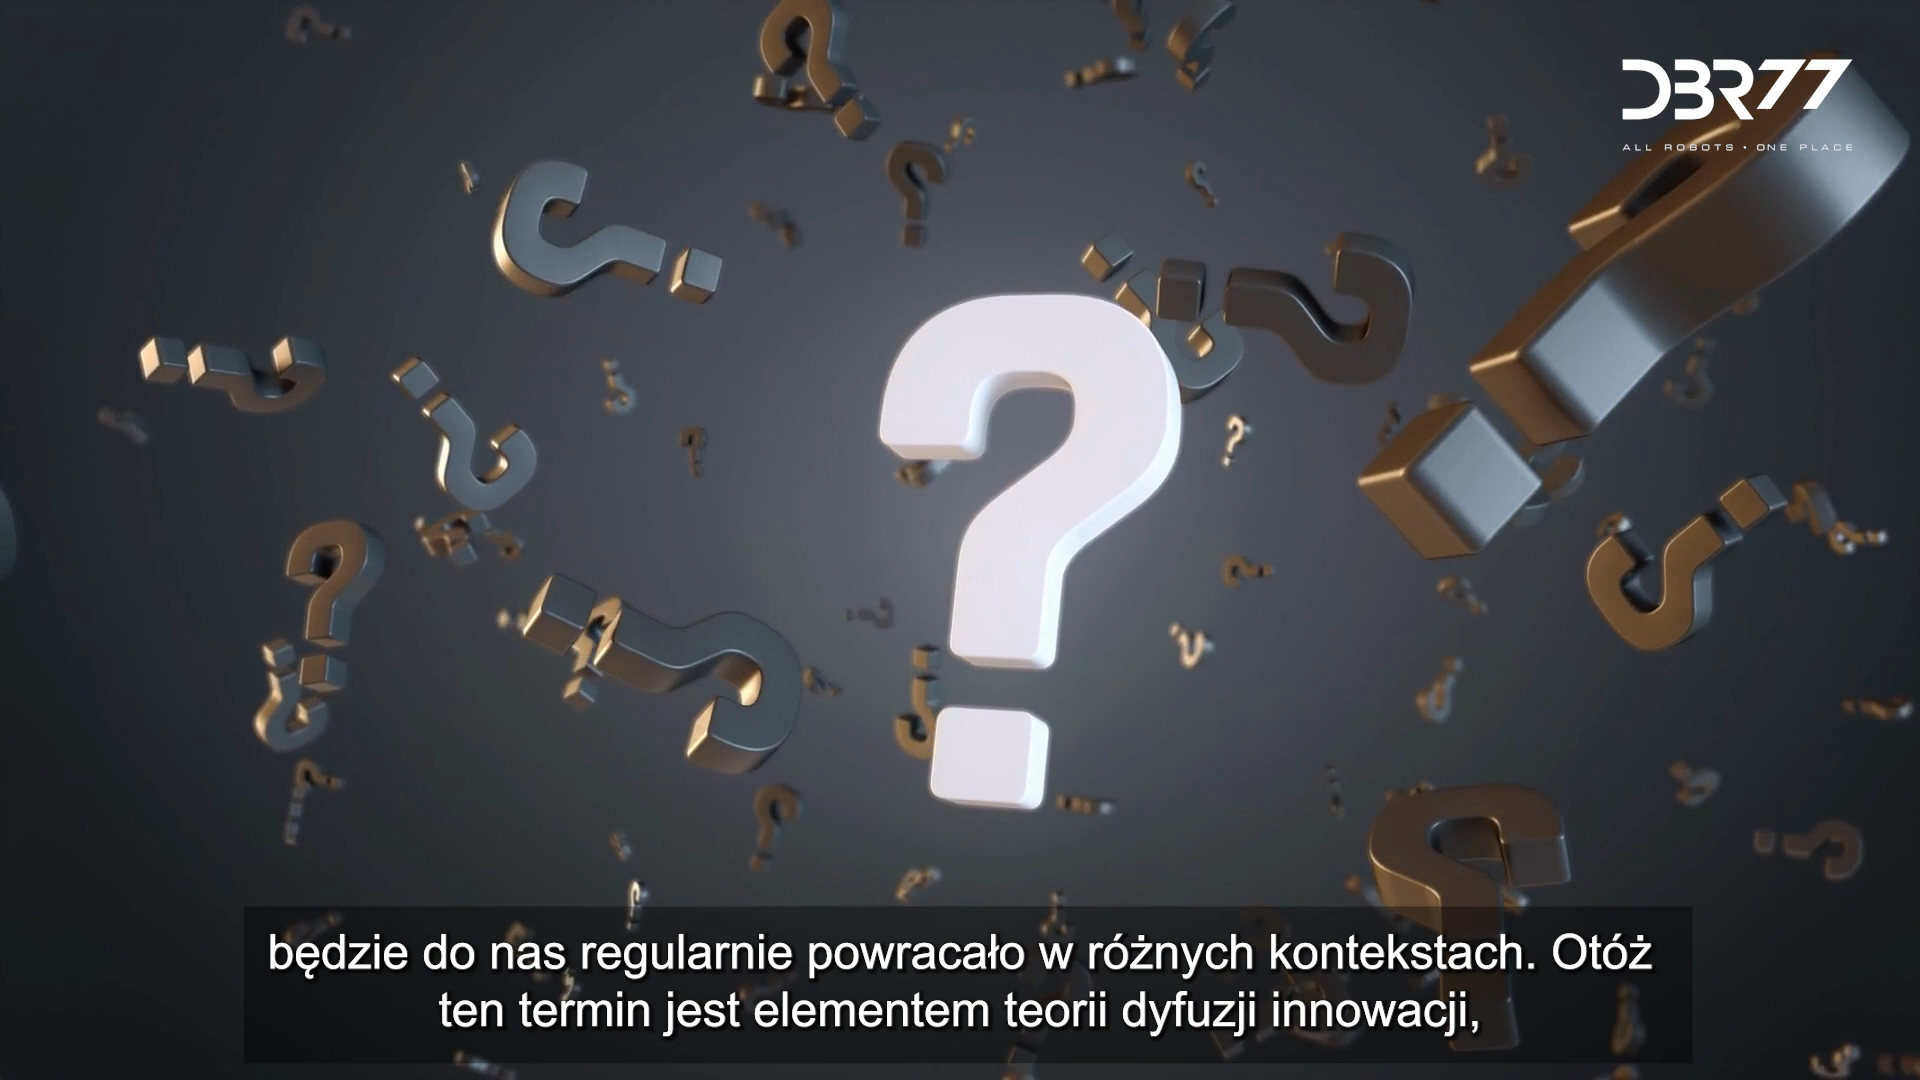 DBR77
ALL ROBOTS • ONE PLACE
?
będzie do nas regularnie powracało w różnych kontekstach. Otóż
ten termin jest elementem teorii dyfuzji innowacji,